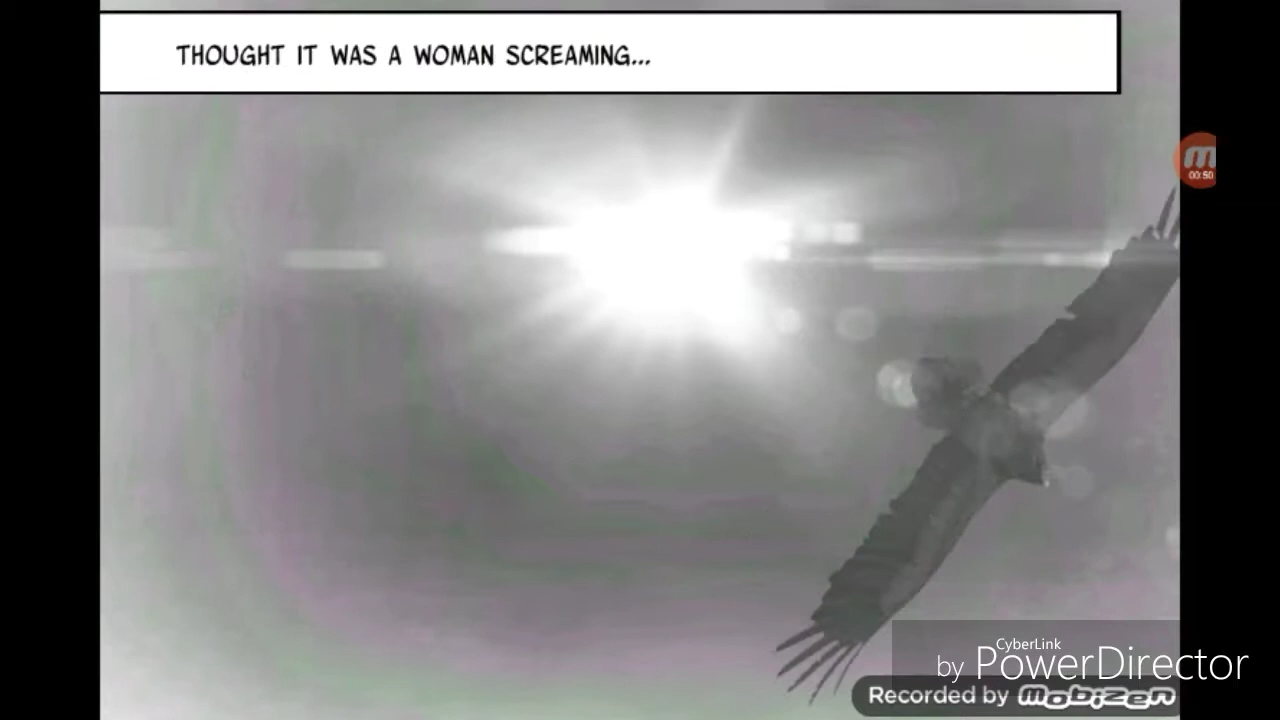 THOUGHT IT WAS A WOMAN SCREAMING...
m
00:50
CyberLink
by PowerDirector
Recorded by mobizen